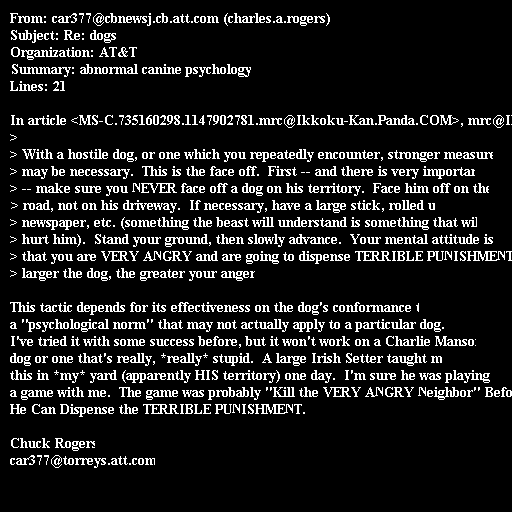 From: car377@cbnewsj.cb.att.com (charles.a.rogers)
Subject: Re: dogs
Organization: AT&T
Summary: abnormal canine psychology
Lines: 21

In article <MS-C.735160298.1147902781.mrc@Ikkoku-Kan.Panda.COM>, mrc@I
>
> With a hostile dog, or one which you repeatedly encounter, stronger measure
> may be necessary.  This is the face off.  First -- and there is very importan
> -- make sure you NEVER face off a dog on his territory.  Face him off on the
> road, not on his driveway.  If necessary, have a large stick, rolled u
> newspaper, etc. (something the beast will understand is something that wil
> hurt him).  Stand your ground, then slowly advance.  Your mental attitude is
> that you are VERY ANGRY and are going to dispense TERRIBLE PUNISHMENT
> larger the dog, the greater your anger

This tactic depends for its effectiveness on the dog's conformance t
a "psychological norm" that may not actually apply to a particular dog.
I've tried it with some success before, but it won't work on a Charlie Manso
dog or one that's really, *really* stupid.  A large Irish Setter taught m
this in *my* yard (apparently HIS territory) one day.  I'm sure he was playing
a game with me.  The game was probably "Kill the VERY ANGRY Neighbor" Befo
He Can Dispense the TERRIBLE PUNISHMENT.

Chuck Rogers
car377@torreys.att.com